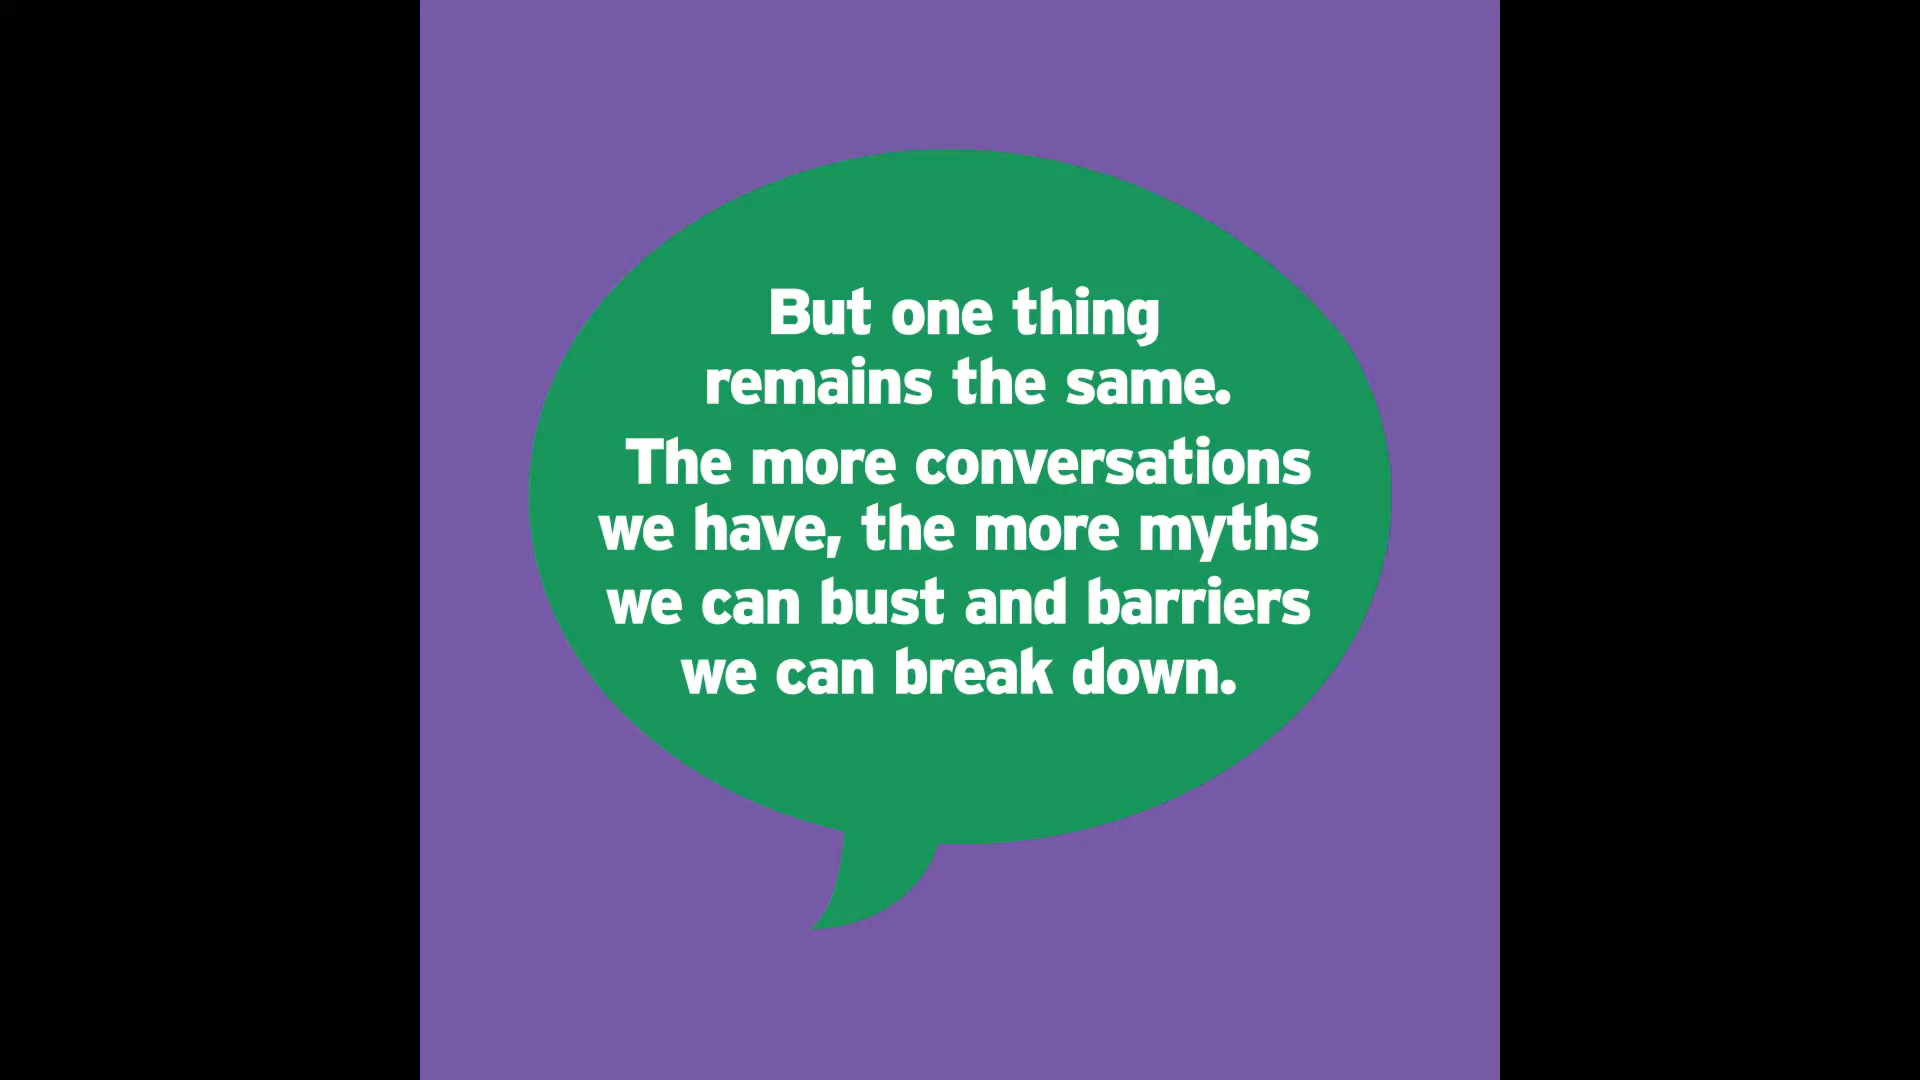 But one thing
remains the same.
The more conversations
we have, the more myths
we can bust and barriers
we can break down.